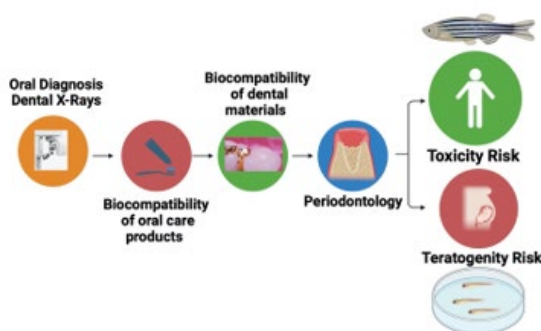 Oral Diagnosis
Dental X-Rays
Biocompatibility
of oral care
products
Biocompatibility
of dental
materials
Periodontology
Toxicity Risk
Teratogenity Risk